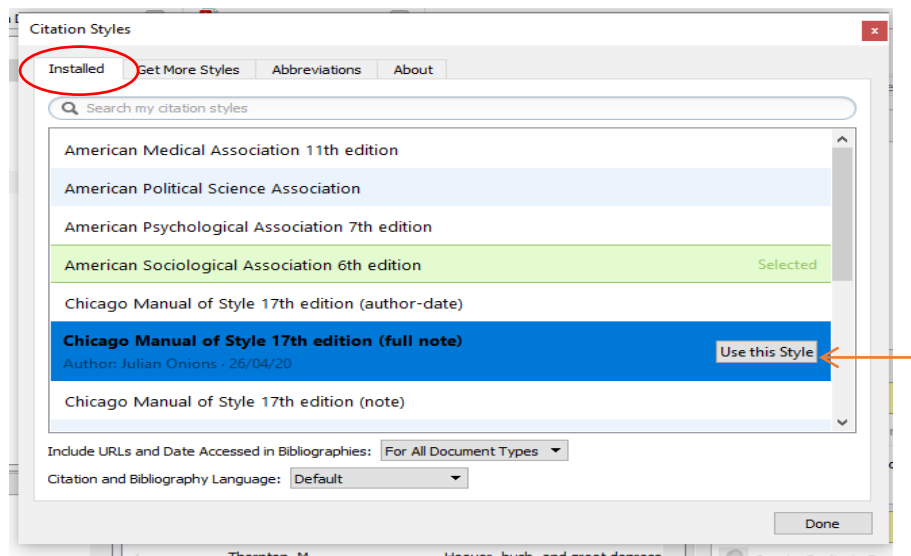 Citation Styles
x
Installed Get More Styles Abbreviations About
Search my citation styles
American Medical Association 11th edition
American Political Science Association
American Psychological Association 7th edition
American Sociological Association 6th edition Selected
Chicago Manual of Style 17th edition (author-date)
Chicago Manual of Style 17th edition (full note)
Author: Julian Onions · 26/04/20
Use this Style
Chicago Manual of Style 17th edition (note)
Include URLs and Date Accessed in Bibliographies: For All Document Types
Citation and Bibliography Language: Default
Done